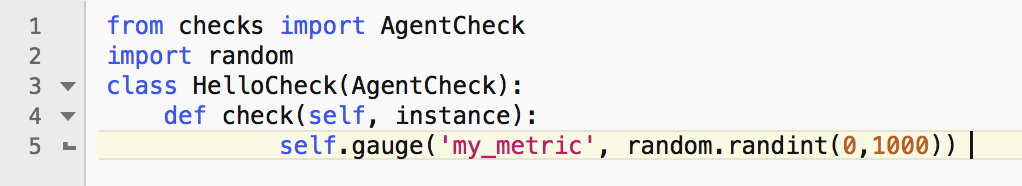 1 from checks import AgentCheck
2 import random
3 class HelloCheck(AgentCheck):
4     def check(self, instance):
5             self.gauge('my_metric', random.randint(0,1000))